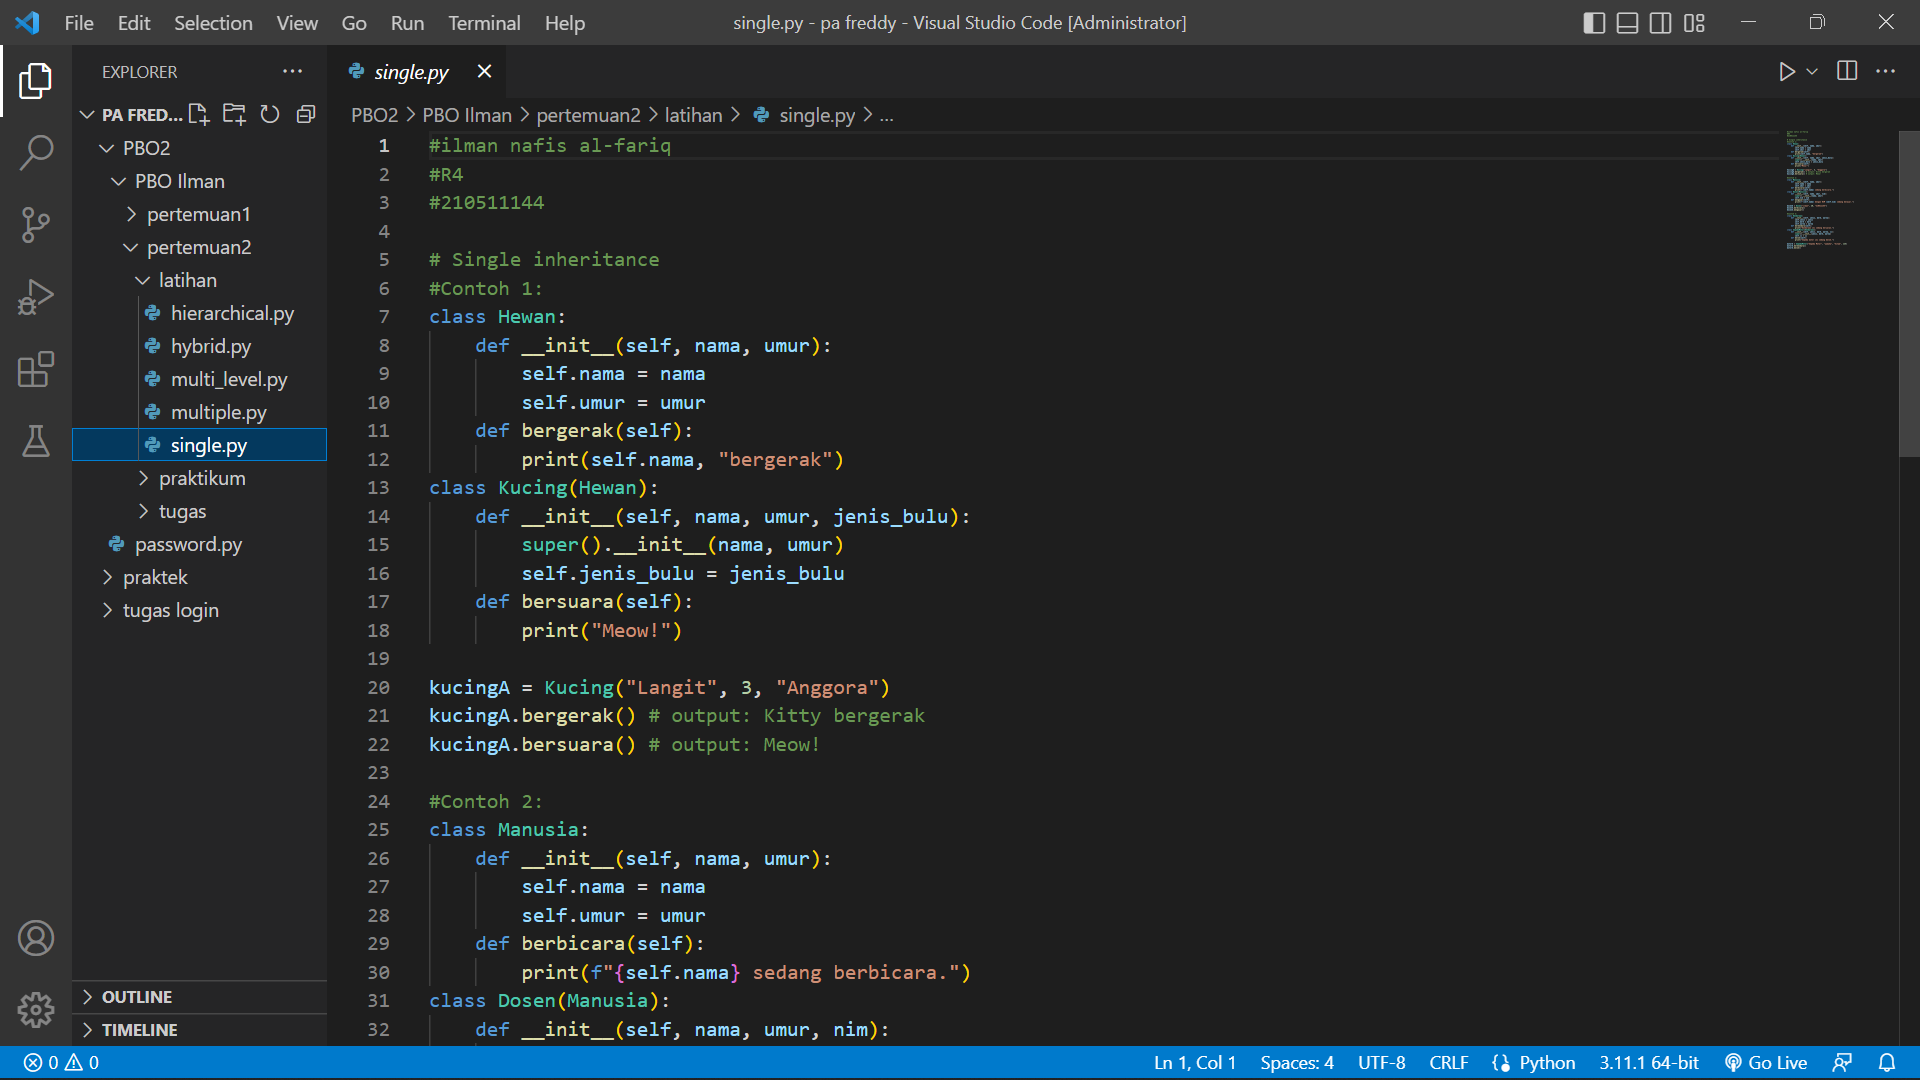 File Edit Selection View Go Run Terminal Help
single.py - pa freddy - Visual Studio Code [Administrator]
EXPLORER
single.py
PA FRED...
PBO2 > PBO Ilman > pertemuan2 > latihan > single.py > ...
PBO2
PBO Ilman
pertemuan1
pertemuan2
latihan
hierarchical.py
hybrid.py
multi_level.py
multiple.py
single.py
praktikum
tugas
password.py
praktek
tugas login
OUTLINE
TIMELINE
1 #ilman nafis al-fariq
2 #R4
3 #210511144
4
5 # Single inheritance
6 #Contoh 1:
7 class Hewan:
8     def __init__(self, nama, umur):
9         self.nama = nama
10         self.umur = umur
11     def bergerak(self):
12         print(self.nama, "bergerak")
13 class Kucing(Hewan):
14     def __init__(self, nama, umur, jenis_bulu):
15         super().__init__(nama, umur)
16         self.jenis_bulu = jenis_bulu
17     def bersuara(self):
18         print("Meow!")
19
20 kucingA = Kucing("Langit", 3, "Anggora")
21 kucingA.bergerak() # output: Kitty bergerak
22 kucingA.bersuara() # output: Meow!
23
24 #Contoh 2:
25 class Manusia:
26     def __init__(self, nama, umur):
27         self.nama = nama
28         self.umur = umur
29     def berbicara(self):
30         print(f"{self.nama} sedang berbicara.")
31 class Dosen(Manusia):
32     def __init__(self, nama, umur, nim):
0 0
Ln 1, Col 1 Spaces: 4 UTF-8 CRLF Python 3.11.1 64-bit Go Live